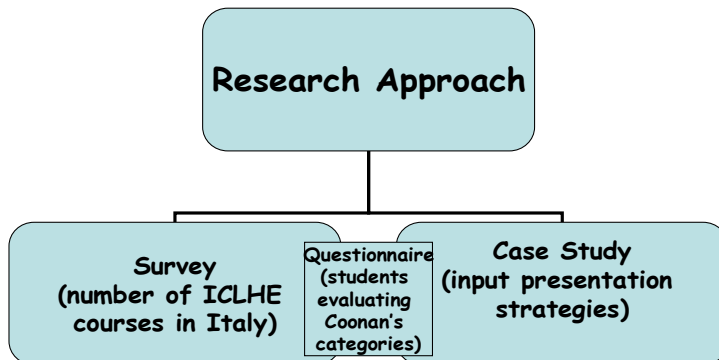 Research Approach
Survey
(number of ICLHE
courses in Italy)
Questionnaire
(students
evaluating
Coonan's
categories)
Case Study
(input presentation
strategies)